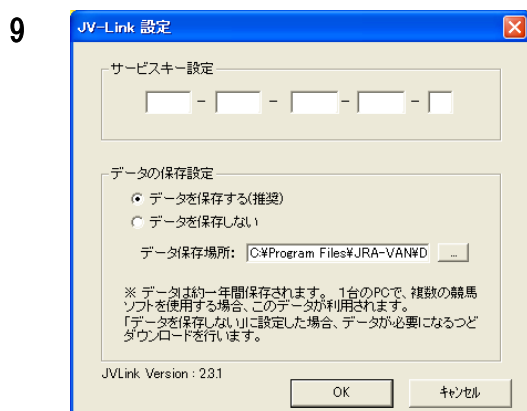 9
JV-Link 設定
サービスキー設定
- - - -
データの保存設定
データを保存する(推奨)
データを保存しない
データ保存場所: C:¥Program Files¥JRA-VAN¥D ...
※ データは約一年間保存されます。 1台のPCで、複数の競馬
ソフトを使用する場合、このデータが利用されます。
「データを保存しない」に設定した場合、データが必要になるつど
ダウンロードを行います。
JVLink Version : 2.3.1
OK キャンセル